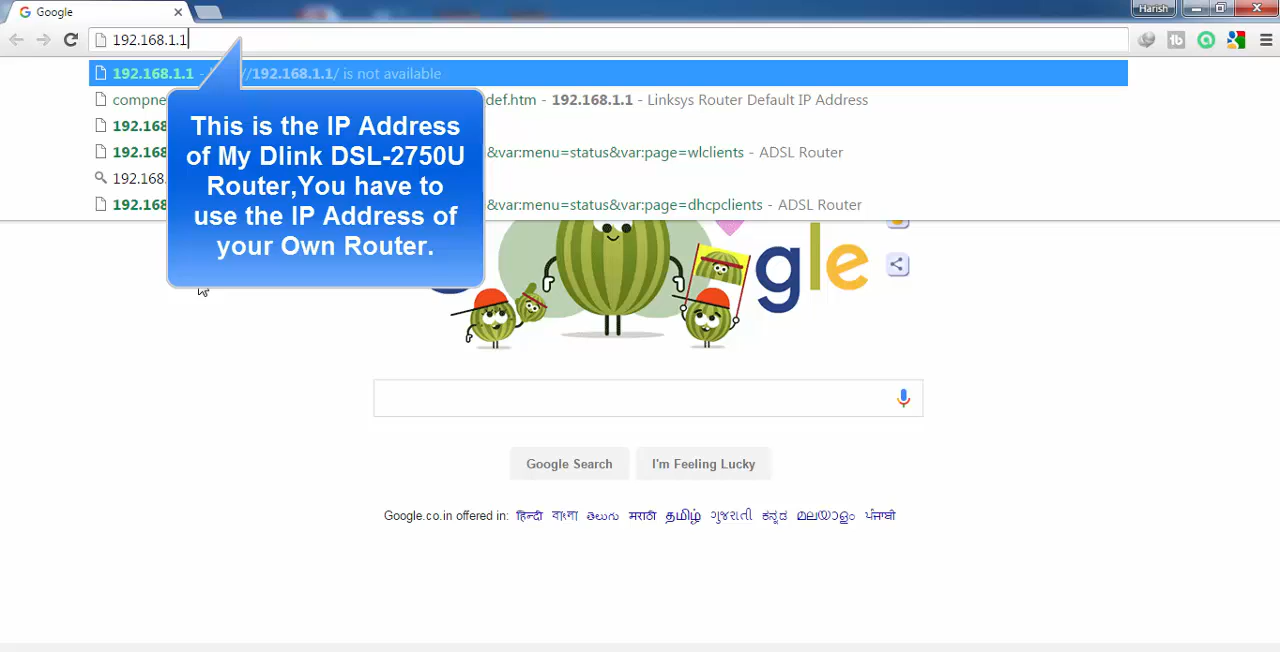 Google
Harish
192.168.1.1
192.168.1.1 - //192.168.1.1/ is not available
compne def.htm - 192.168.1.1 - Linksys Router Default IP Address
192.168
192.168 &var:menu=status&var:page=wlclients - ADSL Router
192.168.
192.168 &var:menu=status&var:page=dhcpclients - ADSL Router
This is the IP Address
of My Dlink DSL-2750U
Router,You have to
use the IP Address of
your Own Router.
gle
Google Search
I'm Feeling Lucky
Google.co.in offered in: हिन्दी বাংলা తెలుగు मराठी தமிழ் ગુજરાતી ಕನ್ನಡ മലയാളം ਪੰਜਾਬੀ